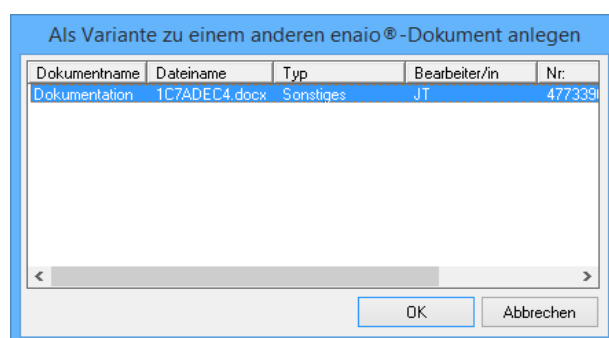 Als Variante zu einem anderen enaio®-Dokument anlegen
Dokumentname Dateiname Typ Bearbeiter/in Nr:
Dokumentation 1C7ADEC4.docx Sonstiges JT
OK Abbrechen